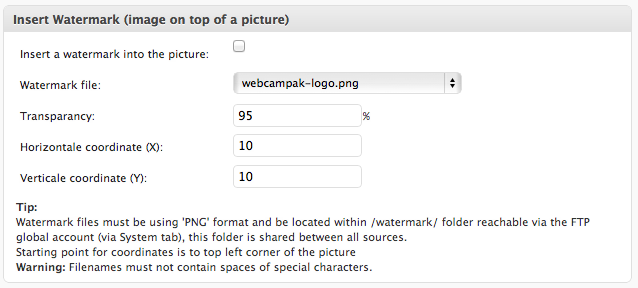 Insert Watermark (image on top of a picture)
Insert a watermark into the picture:
Watermark file: webcampak-logo.png
Transparancy: 95 %
Horizontale coordinate (X): 10
Verticale coordinate (Y): 10
Tip:
Watermark files must be using 'PNG' format and be located within /watermark/ folder reachable via the FTP
global account (via System tab), this folder is shared between all sources.
Starting point for coordinates is to top left corner of the picture
Warning: Filenames must not contain spaces of special characters.